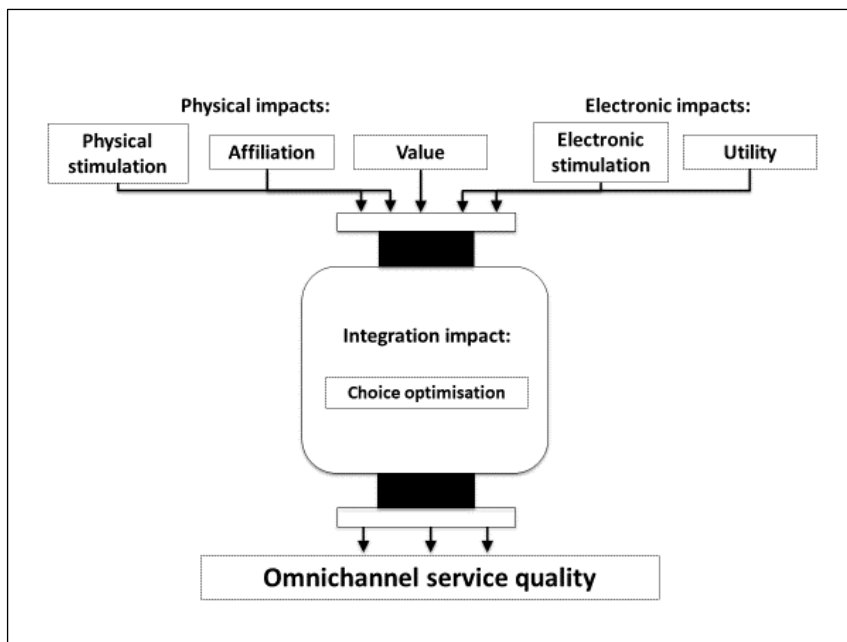 Physical impacts:
Electronic impacts:
Physical
stimulation
Affiliation
Value
Electronic
stimulation
Utility
Integration impact:
Choice optimisation
Omnichannel service quality